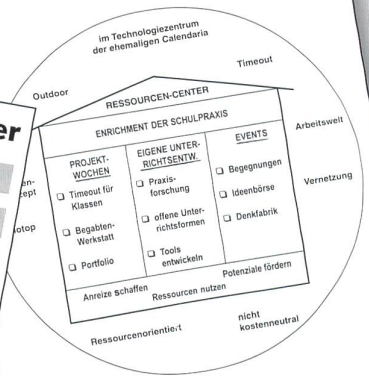 im Technologiezentrum
der ehemaligen Calendaria
Timeout
Outdoor
RESSOURCEN-CENTER
ENRICHMENT DER SCHULPRAXIS
Arbeitswelt
Vernetzung
PROJEKT-
WOCHEN
Timeout für
Klassen
Begabten-
Werkstatt
Portfolio
EIGENE UNTER-
RICHTSENTW.
Praxis-
forschung
offene Unter-
richtsformen
Tools
entwickeln
EVENTS
Begegnungen
Ideenbörse
Denkfabrik
Anreize schaffen
Ressourcen nutzen
Potenziale fördern
Ressourcenorientiert
nicht
kostenneutral
er
en-
ept
otop